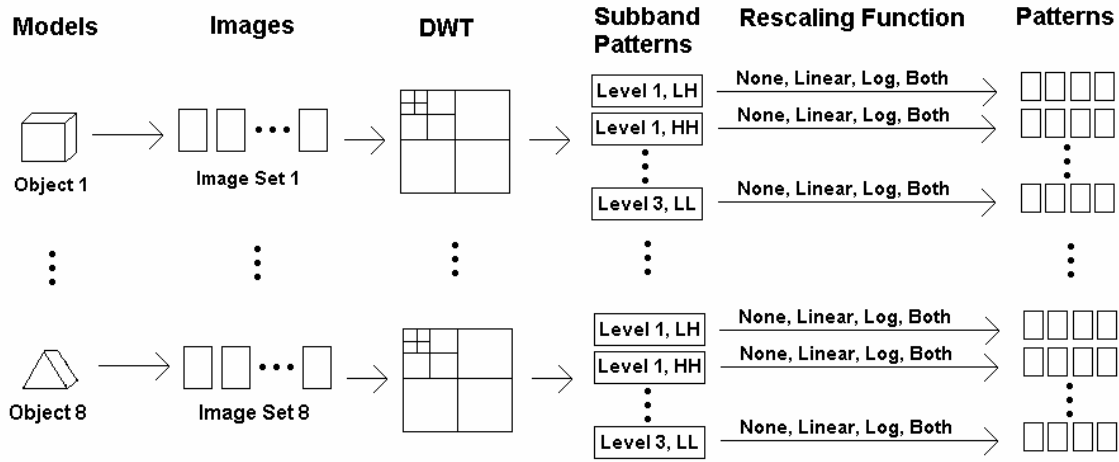 Models
Images
DWT
Subband
Patterns
Rescaling Function
Patterns
Object 1
Image Set 1
Level 1, LH
None, Linear, Log, Both
Level 1, HH
None, Linear, Log, Both
Level 3, LL
None, Linear, Log, Both
Object 8
Image Set 8
Level 1, LH
None, Linear, Log, Both
Level 1, HH
None, Linear, Log, Both
Level 3, LL
None, Linear, Log, Both